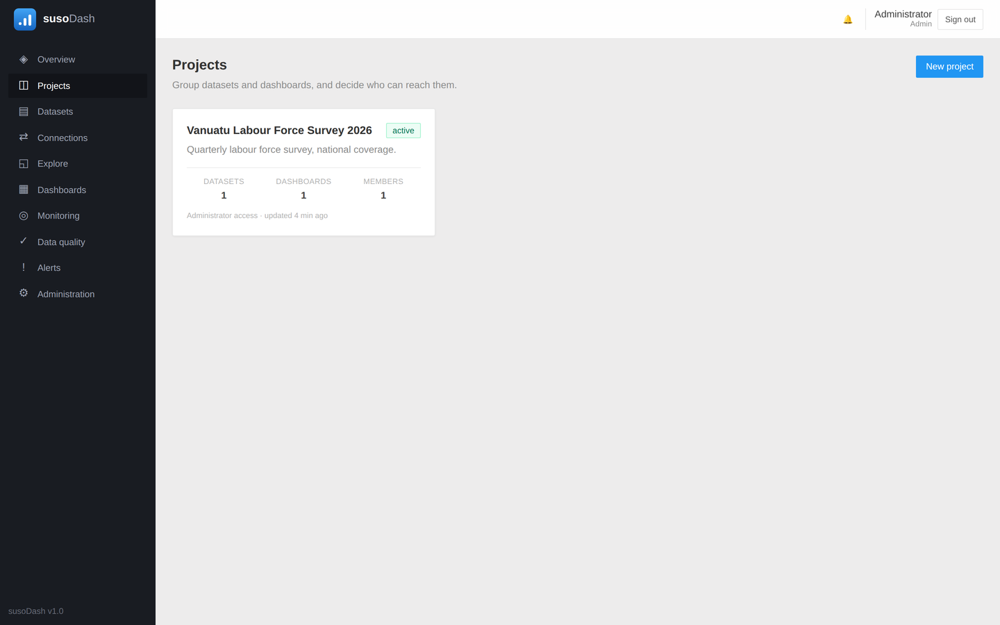 susoDash
Overview
Projects
Datasets
Connections
Explore
Dashboards
Monitoring
Data quality
Alerts
Administration
susoDash v1.0
Administrator
Admin
Sign out
Projects
Group datasets and dashboards, and decide who can reach them.
New project
Vanuatu Labour Force Survey 2026
active
Quarterly labour force survey, national coverage.
DATASETS DASHBOARDS MEMBERS
1 1 1
Administrator access · updated 4 min ago